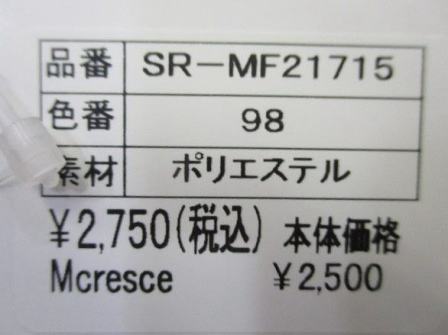 品番 SR-MF21715
色番 98
素材 ポリエステル
¥2,750(税込) 本体価格
Mcresce ¥2,500